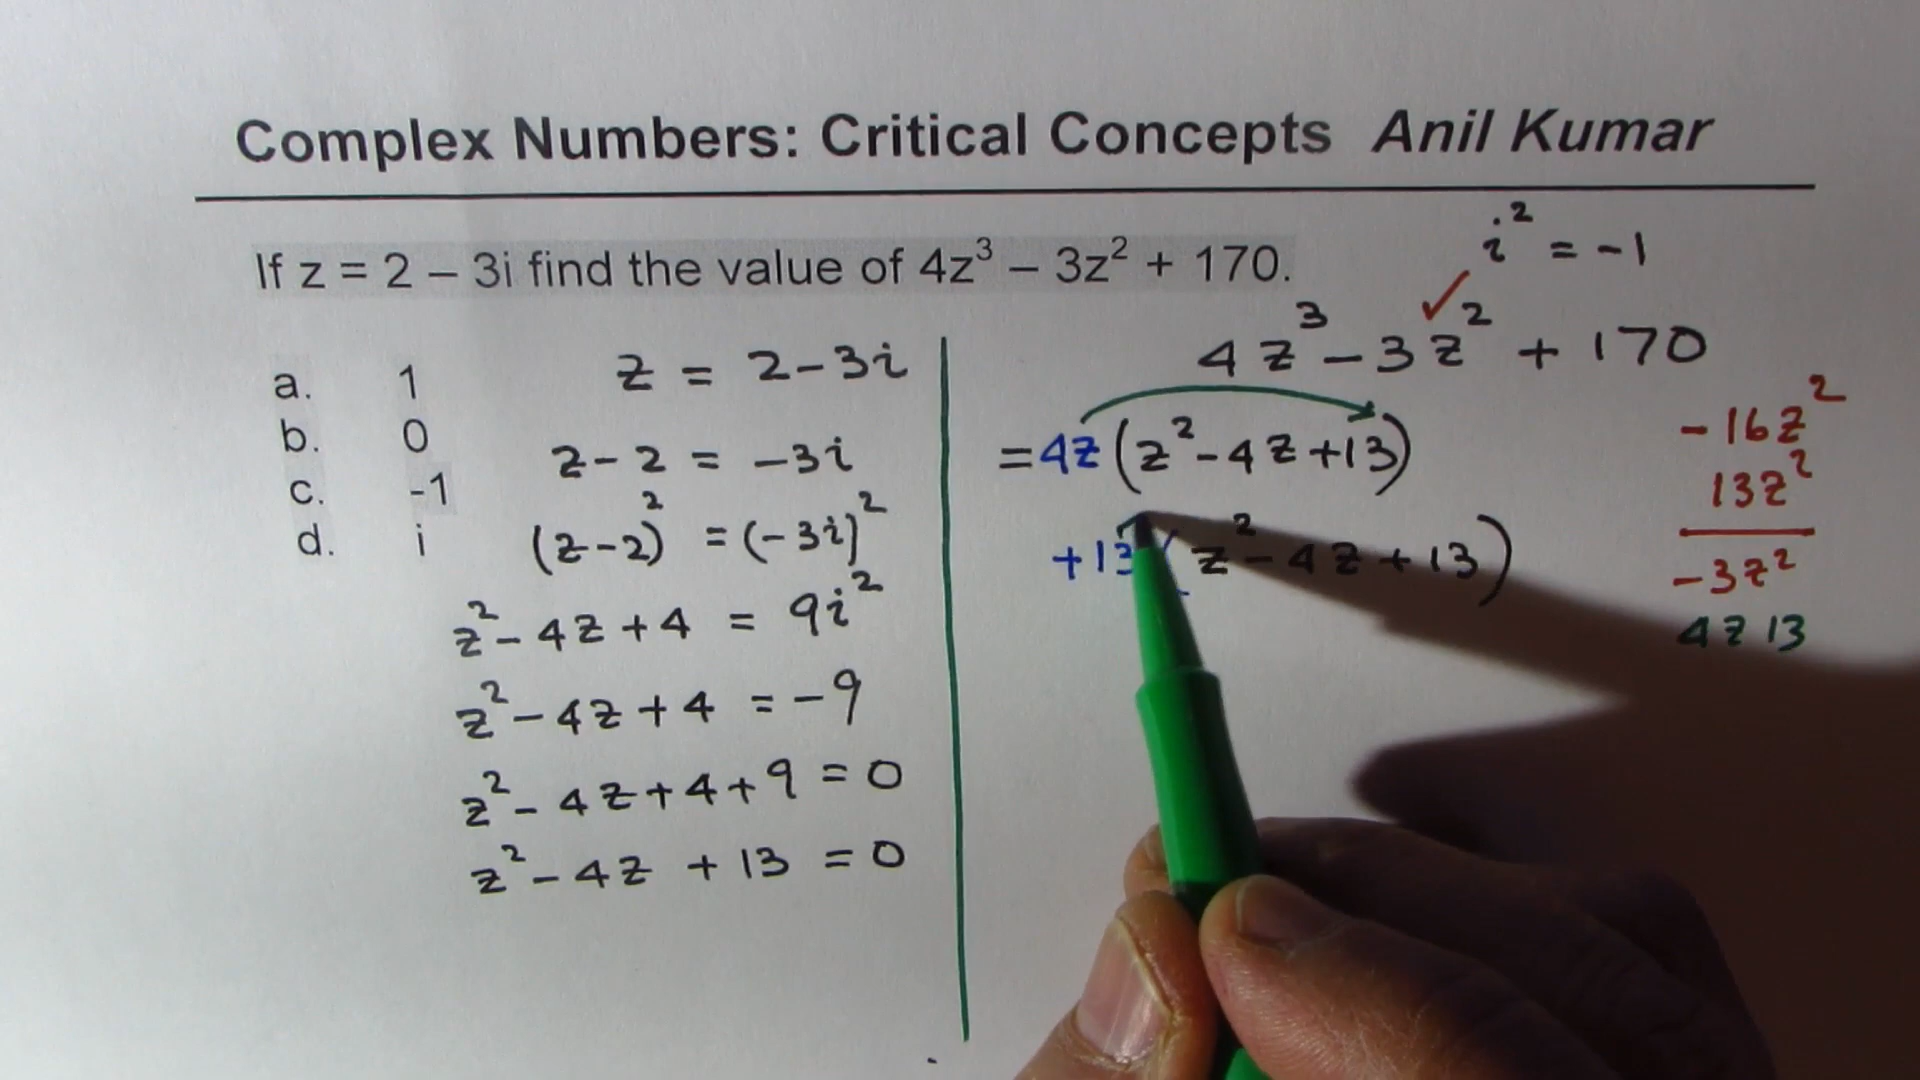 Complex Numbers: Critical Concepts Anil Kumar
If z = 2 – 3i find the value of 4z³ – 3z² + 170.
i² = -1
a. 1
b. 0
c. -1
d. i
z = 2-3i
z-2 = -3i
(z-2)² = (-3i)²
z²-4z+4 = 9i²
z²-4z+4 = -9
z²-4z+4+9 = 0
z²-4z+13 = 0
4z³-3z²+170
=4z(z²-4z+13)
+13(z²-4z+13)
-16z²
13z²
-3z²
4z 13